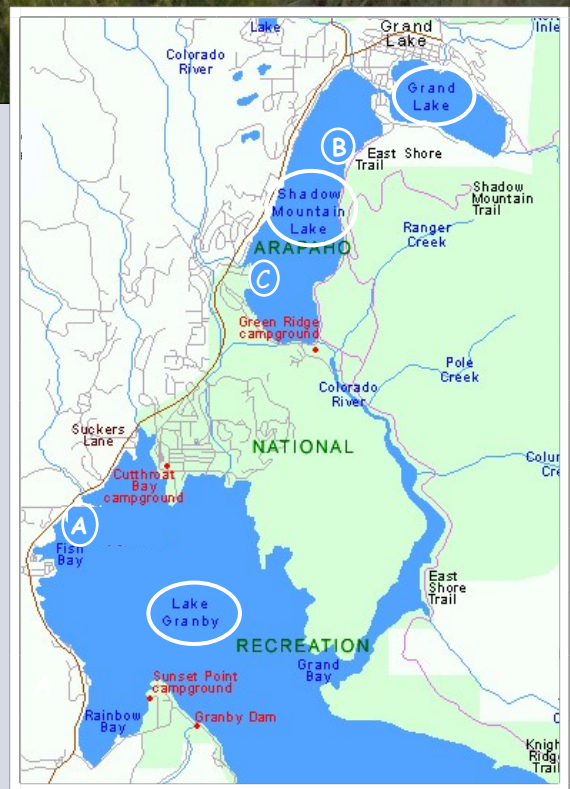 Lake
Grand
Lake
Inle
Colorado
River
Grand
Lake
B
East Shore
Trail
Shadow
Mountain
Lake
Shadow
Mountain
Trail
ARAPAHO
Ranger
Creek
C
Green Ridge
campground
Pole
Creek
Colorado
River
Suckers
Lane
NATIONAL
Colum
Cre
Cutthroat
Bay
campground
A
Fish
Bay
East
Shore
Trail
Lake
Granby
RECREATION
Grand
Bay
Sunset Point
campground
Rainbow
Bay
Granby Dam
Knigh
Ridg
Trail